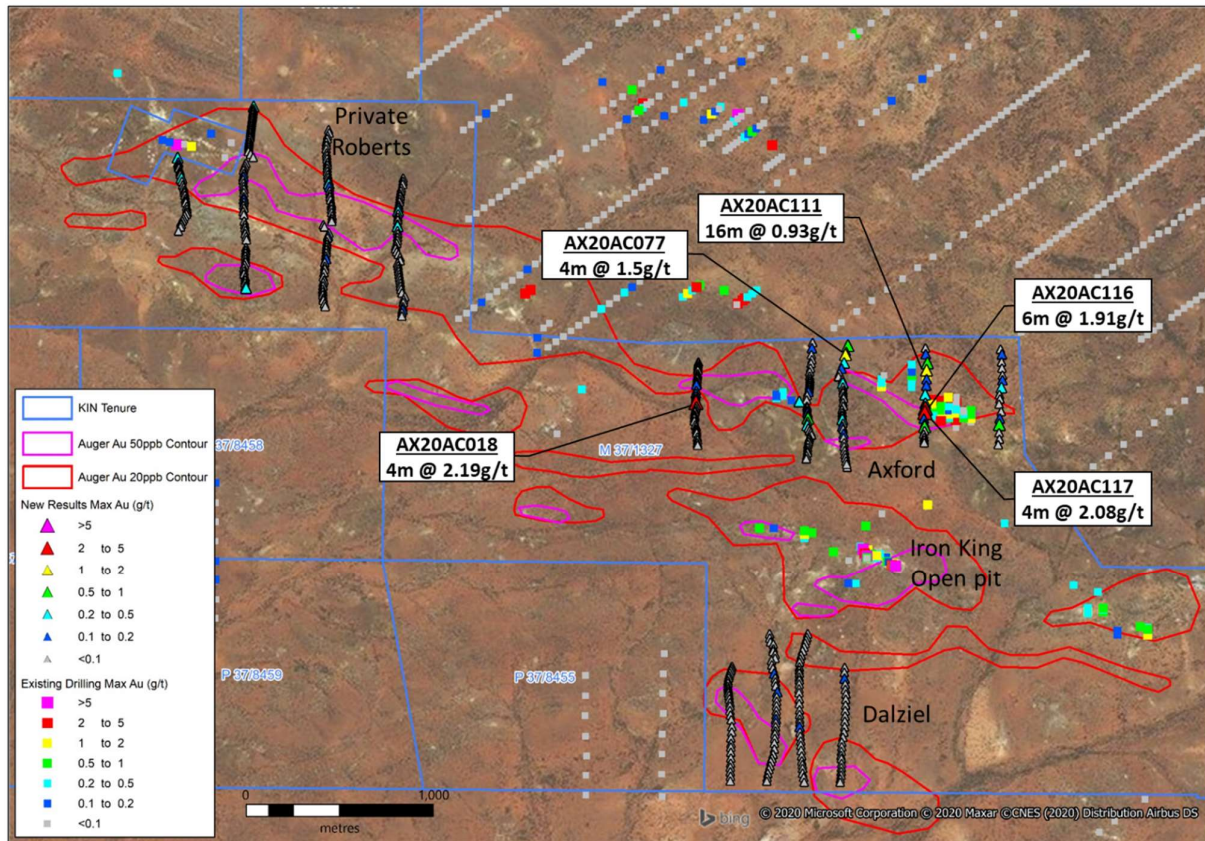 Private
Roberts
AX20AC111
16m @ 0.93g/t
AX20AC077
4m @ 1.5g/t
AX20AC116
6m @ 1.91g/t
AX20AC018
4m @ 2.19g/t
M 37/1327
37/8458
Axford
AX20AC117
4m @ 2.08g/t
Iron King
Open pit
P 37/8459
P 37/8455
Dalziel
KIN Tenure
Auger Au 50ppb Contour
Auger Au 20ppb Contour
New Results Max Au (g/t)
>5
2 to 5
1 to 2
0.5 to 1
0.2 to 0.5
0.1 to 0.2
<0.1
Existing Drilling Max Au (g/t)
>5
2 to 5
1 to 2
0.5 to 1
0.2 to 0.5
0.1 to 0.2
<0.1
0 1,000
metres
bing © 2020 Microsoft Corporation © 2020 Maxar ©CNES (2020) Distribution Airbus DS